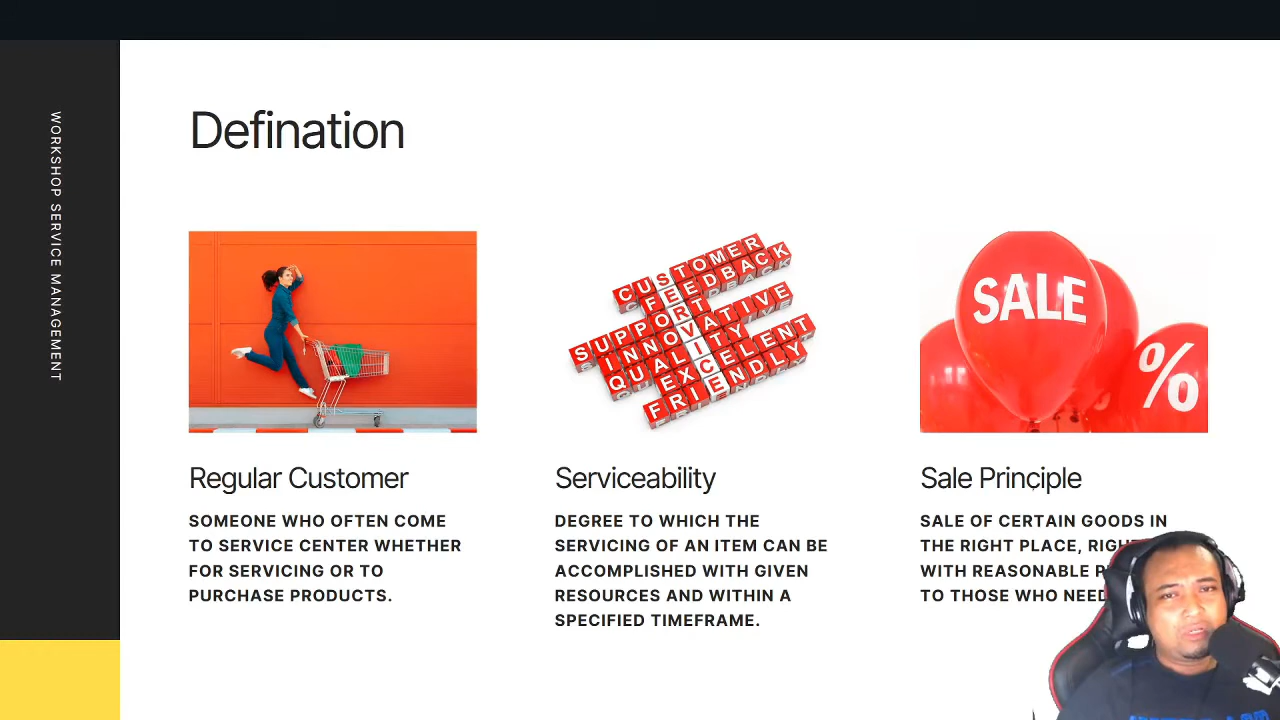 WORKSHOP SERVICE MANAGEMENT
Defination
CUSTOMER
FEEDBACK
SUPPORT
INNOVATIVE
QUALITY
EXCELENT
FRIENDLY
SALE
%
Regular Customer
SOMEONE WHO OFTEN COME
TO SERVICE CENTER WHETHER
FOR SERVICING OR TO
PURCHASE PRODUCTS.
Serviceability
DEGREE TO WHICH THE
SERVICING OF AN ITEM CAN BE
ACCOMPLISHED WITH GIVEN
RESOURCES AND WITHIN A
SPECIFIED TIMEFRAME.
Sale Principle
SALE OF CERTAIN GOODS IN
THE RIGHT PLACE,
WITH REASONABLE
TO THOSE WHO NEED